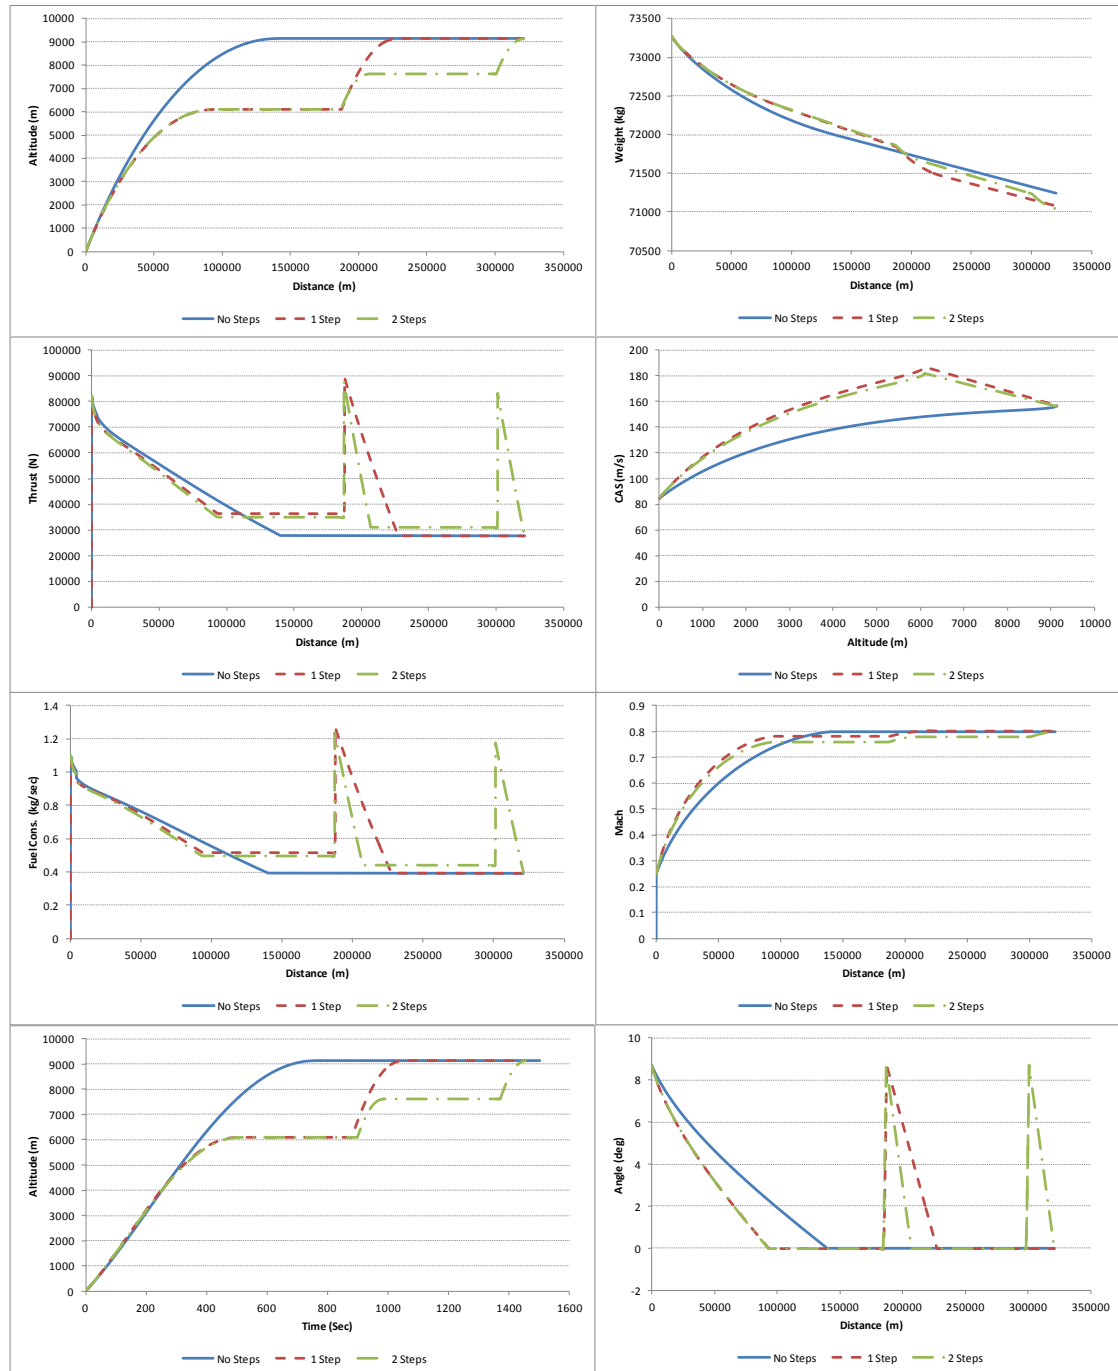 10000
9000
8000
7000
6000
5000
4000
3000
2000
1000
0
Altitude (m)
0 50000 100000 150000 200000 250000 300000 350000
Distance (m)
No Steps 1 Step 2 Steps
73500
73000
72500
72000
71500
71000
70500
Weight (kg)
0 50000 100000 150000 200000 250000 300000 350000
Distance (m)
No Steps 1 Step 2 Steps
100000
90000
80000
70000
60000
50000
40000
30000
20000
10000
0
Thrust (N)
0 50000 100000 150000 200000 250000 300000 350000
Distance (m)
No Steps 1 Step 2 Steps
200
180
160
140
120
100
80
60
40
20
0
CAS (m/s)
0 1000 2000 3000 4000 5000 6000 7000 8000 9000 10000
Altitude (m)
No Steps 1 Step 2 Steps
1.4
1.2
1
0.8
0.6
0.4
0.2
0
Fuel Cons. (kg/sec)
0 50000 100000 150000 200000 250000 300000 350000
Distance (m)
No Steps 1 Step 2 Steps
0.9
0.8
0.7
0.6
0.5
0.4
0.3
0.2
0.1
0
Mach
0 50000 100000 150000 200000 250000 300000 350000
Distance (m)
No Steps 1 Step 2 Steps
10000
9000
8000
7000
6000
5000
4000
3000
2000
1000
0
Altitude (m)
0 200 400 600 800 1000 1200 1400 1600
Time (Sec)
No Steps 1 Step 2 Steps
10
8
6
4
2
0
-2
Angle (deg)
0 50000 100000 150000 200000 250000 300000 350000
Distance (m)
No Steps 1 Step 2 Steps